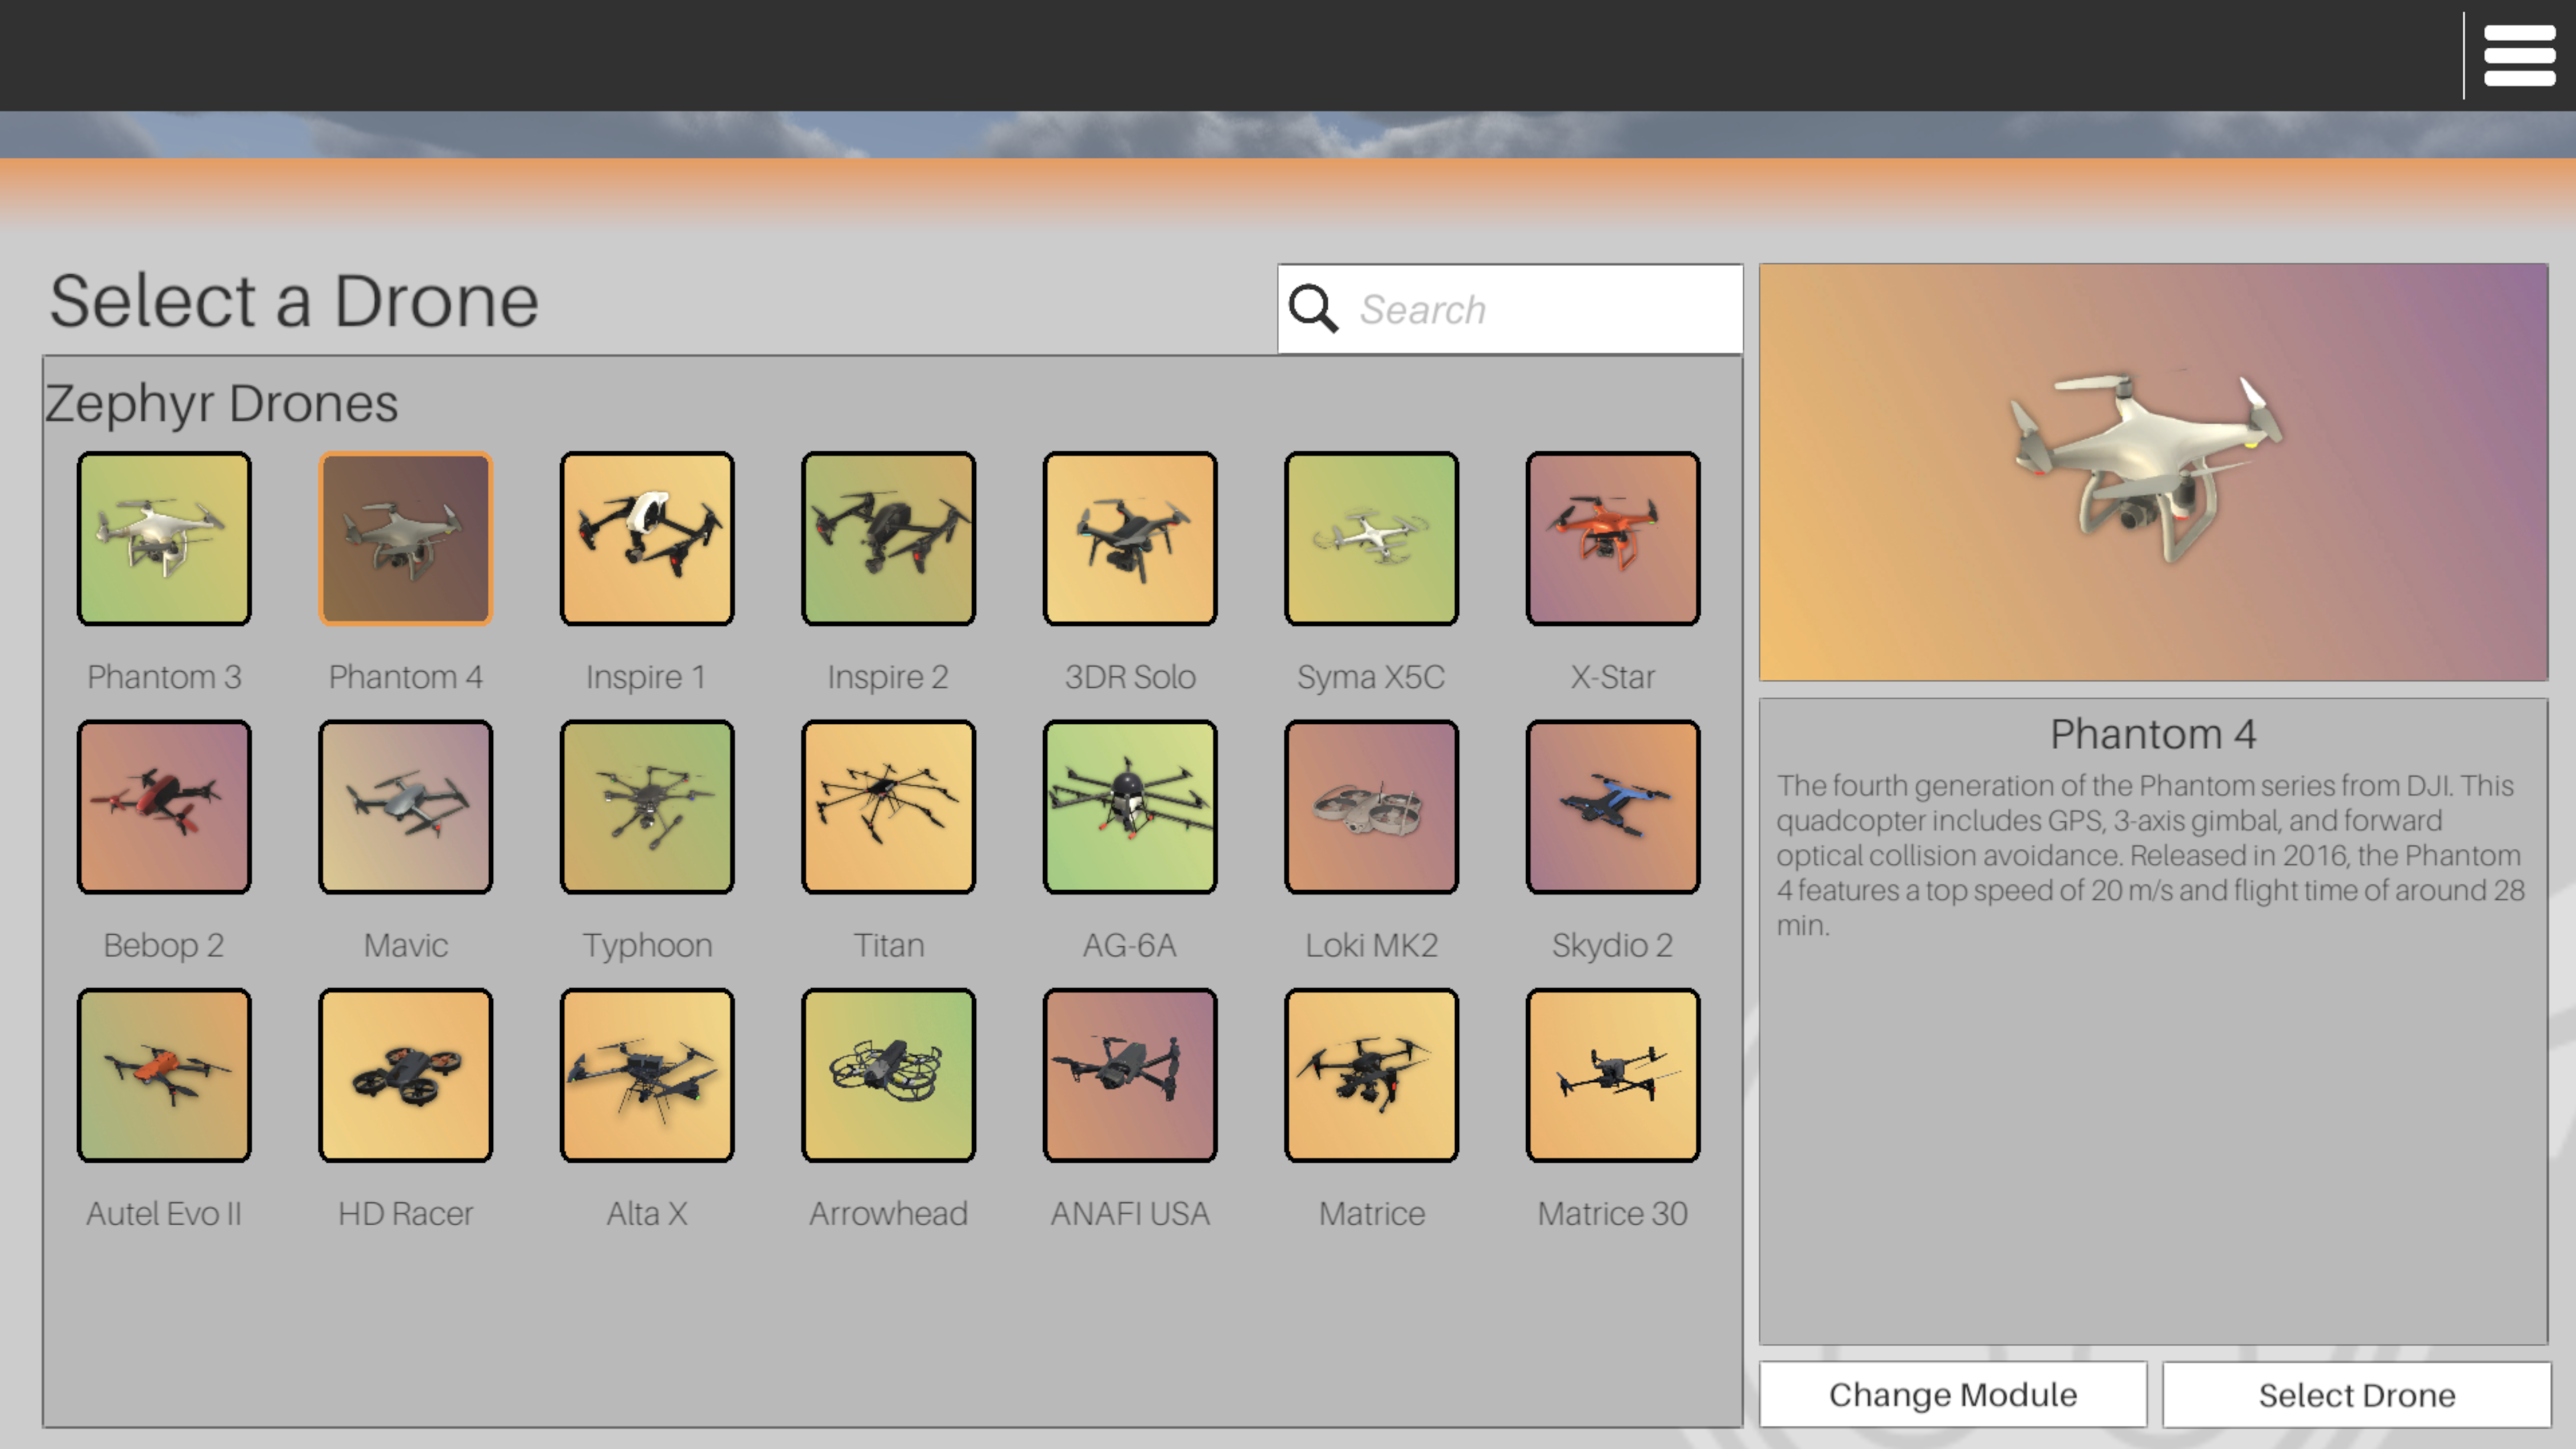 Select a Drone
Search
Zephyr Drones
Phantom 3
Phantom 4
Inspire 1
Inspire 2
3DR Solo
Syma X5C
X-Star
Bebop 2
Mavic
Typhoon
Titan
AG-6A
Loki MK2
Skydio 2
Autel Evo II
HD Racer
Alta X
Arrowhead
ANAFI USA
Matrice
Matrice 30
Phantom 4
The fourth generation of the Phantom series from DJI. This
quadcopter includes GPS, 3-axis gimbal, and forward
optical collision avoidance. Released in 2016, the Phantom
4 features a top speed of 20 m/s and flight time of around 28
min.
Change Module
Select Drone